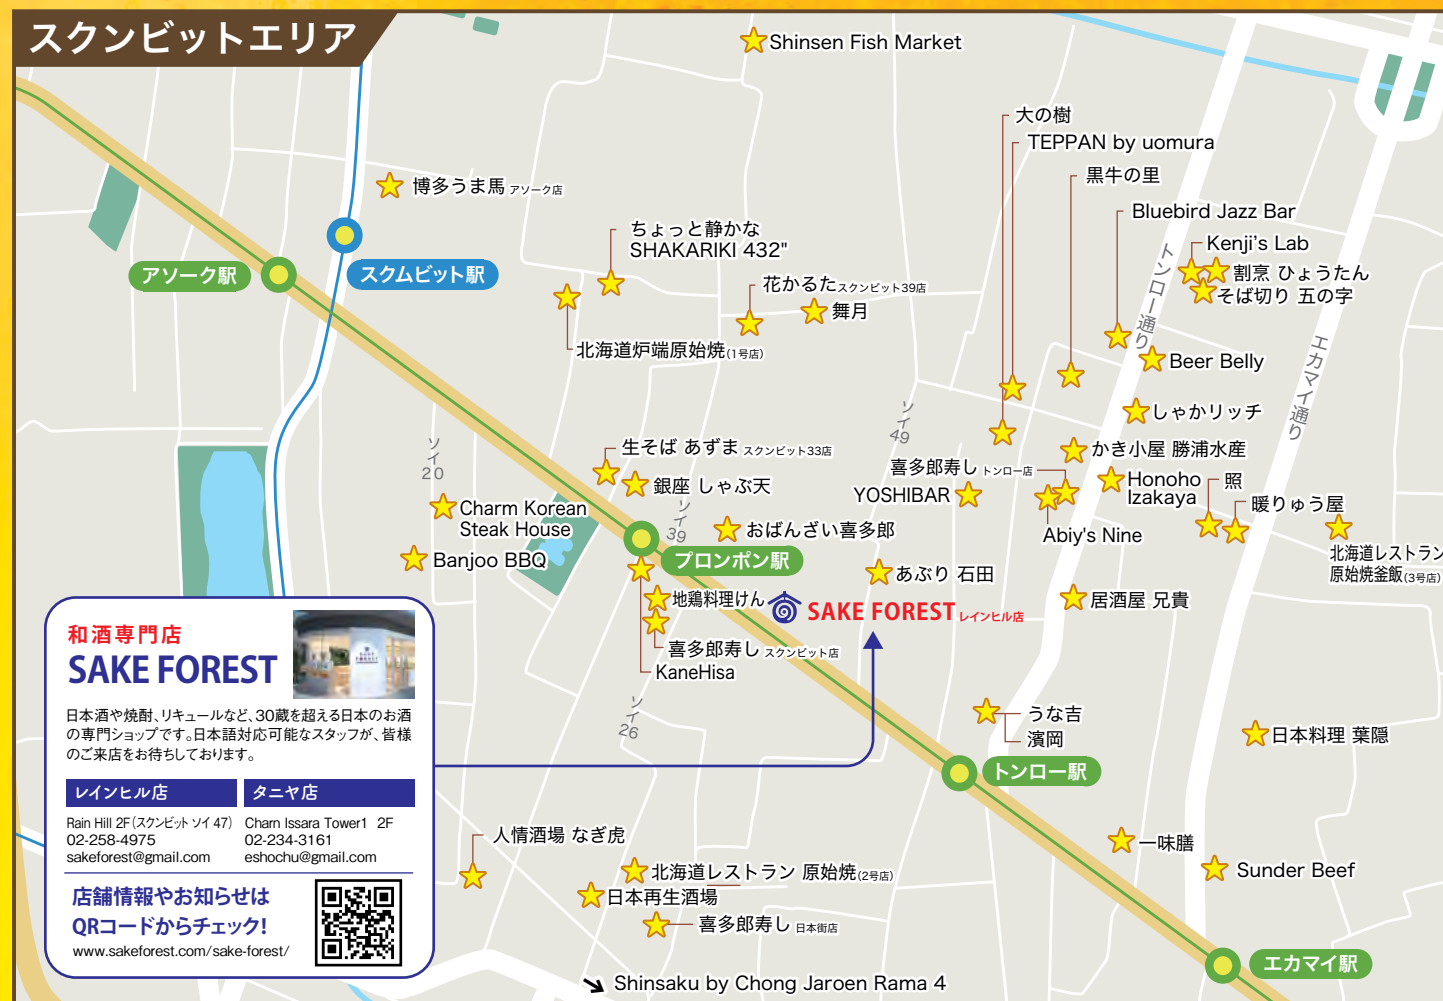 スクンビットエリア
Shinsen Fish Market
大の樹
TEPPAN by uomura
黒牛の里
博多うま馬 アソーク店
Bluebird Jazz Bar
ちょっと静かな
SHAKARIKI 432"
Kenji's Lab
割烹 ひょうたん
そば切り 五の字
アソーク駅
スクムビット駅
花かるた スクンビット39店
舞月
トンロー通り
エカマイ通り
北海道炉端原始焼(1号店)
Beer Belly
しゃかリッチ
ソイ49
ソイ20
生そば あずま スクンビット33店
かき小屋 勝浦水産
喜多郎寿し トンロー店
銀座 しゃぶ天
YOSHIBAR
Honoho
Izakaya
照
暖りゅう屋
Charm Korean
Steak House
ソイ39
おばんざい喜多郎
Abiy's Nine
北海道レストラン
原始焼釜飯(3号店)
Banjoo BBQ
プロンポン駅
あぶり 石田
地鶏料理けん
SAKE FOREST レインヒル店
居酒屋 兄貴
喜多郎寿し スクンビット店
KaneHisa
ソイ26
うな吉
濱岡
日本料理 葉隠
トンロー駅
和酒専門店
SAKE FOREST
日本酒や焼酎、リキュールなど、30蔵を超える日本のお酒
の専門ショップです。日本語対応可能なスタッフが、皆様
のご来店をお待ちしております。
レインヒル店
Rain Hill 2F(スクンビット ソイ 47)
02-258-4975
sakeforest@gmail.com
タニヤ店
Charn Issara Tower1 2F
02-234-3161
eshochu@gmail.com
店舗情報やお知らせは
QRコードからチェック!
www.sakeforest.com/sake-forest/
人情酒場 なぎ虎
一味膳
北海道レストラン 原始焼(2号店)
Sunder Beef
日本再生酒場
喜多郎寿し 日本街店
エカマイ駅
Shinsaku by Chong Jaroen Rama 4